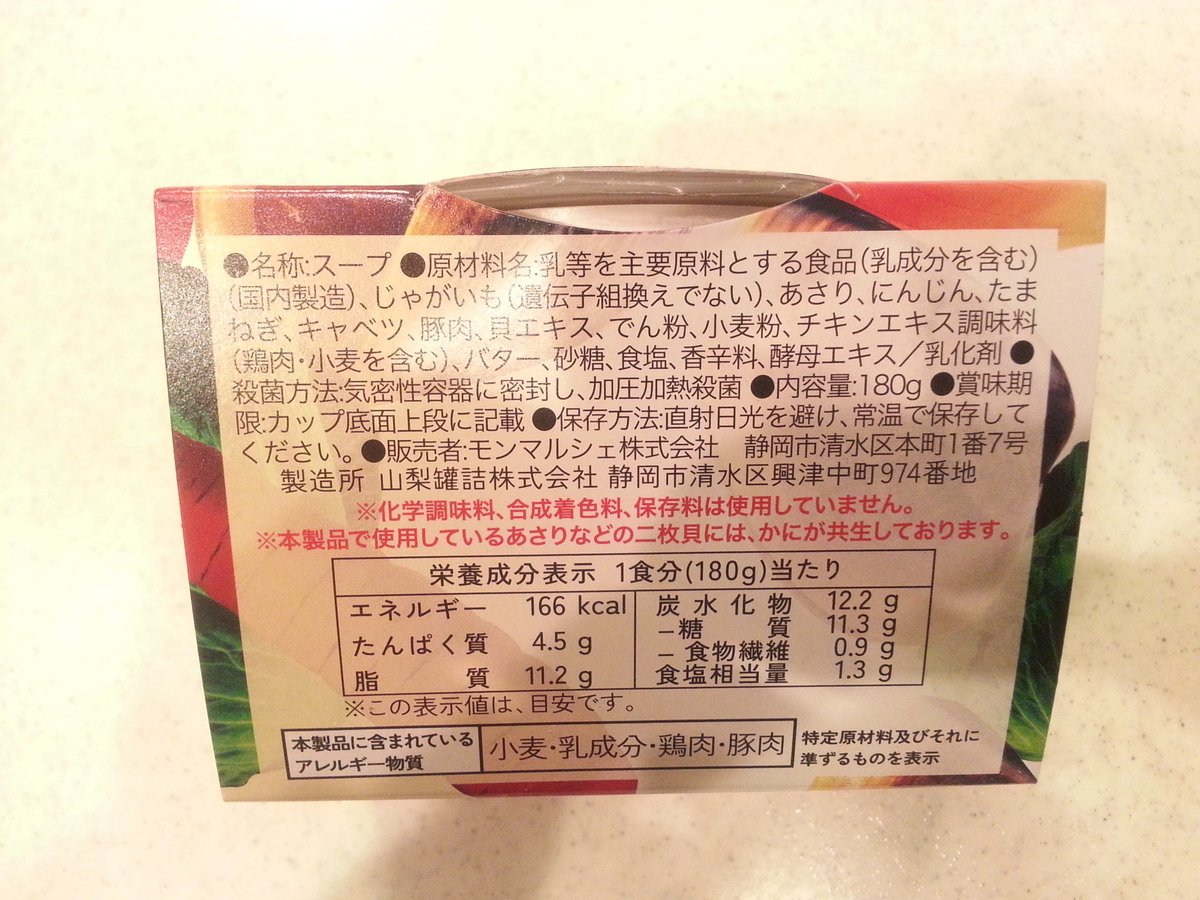 ●名称:スープ ●原材料名:乳等を主要原料とする食品(乳成分を含む)
(国内製造)、じゃがいも(遺伝子組換えでない)、あさり、にんじん、たま
ねぎ、キャベツ、豚肉、貝エキス、でん粉、小麦粉、チキンエキス調味料
(鶏肉・小麦を含む)、バター、砂糖、食塩、香辛料、酵母エキス／乳化剤 ●
殺菌方法:気密性容器に密封し、加圧加熱殺菌 ●内容量:180g ●賞味期
限:カップ底面上段に記載 ●保存方法:直射日光を避け、常温で保存して
ください。●販売者:モンマルシェ株式会社 静岡市清水区本町1番7号
製造所 山梨罐詰株式会社 静岡市清水区興津中町974番地
※化学調味料、合成着色料、保存料は使用していません。
※本製品で使用しているあさりなどの二枚貝には、かにが共生しております。
栄養成分表示 1食分(180g)当たり
エネルギー 166 kcal
たんぱく質 4.5 g
脂質 11.2 g
炭水化物 12.2 g
−糖質 11.3 g
− 食物繊維 0.9 g
食塩相当量 1.3 g
※この表示値は、目安です。
本製品に含まれている
アレルギー物質
小麦・乳成分・鶏肉・豚肉
特定原材料及びそれに
準ずるものを表示